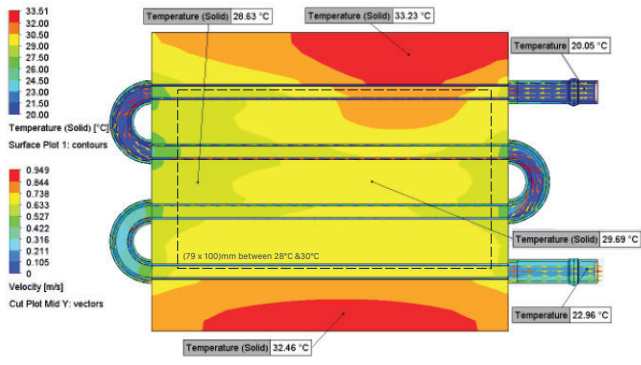 33.51
32.00
30.50
29.00
27.50
26.00
24.50
23.00
21.50
20.00
Temperature (Solid) [°C]
Surface Plot 1: contours
0.949
0.844
0.738
0.633
0.527
0.422
0.316
0.211
0.105
0
Velocity [m/s]
Cut Plot Mid Y: vectors
Temperature (Solid) 28.63 °C
Temperature (Solid) 33.23 °C
Temperature 20.05 °C
Temperature (Solid) 29.69 °C
(79 x 100)mm between 28°C &30°C
Temperature 22.96 °C
Temperature (Solid) 32.46 °C